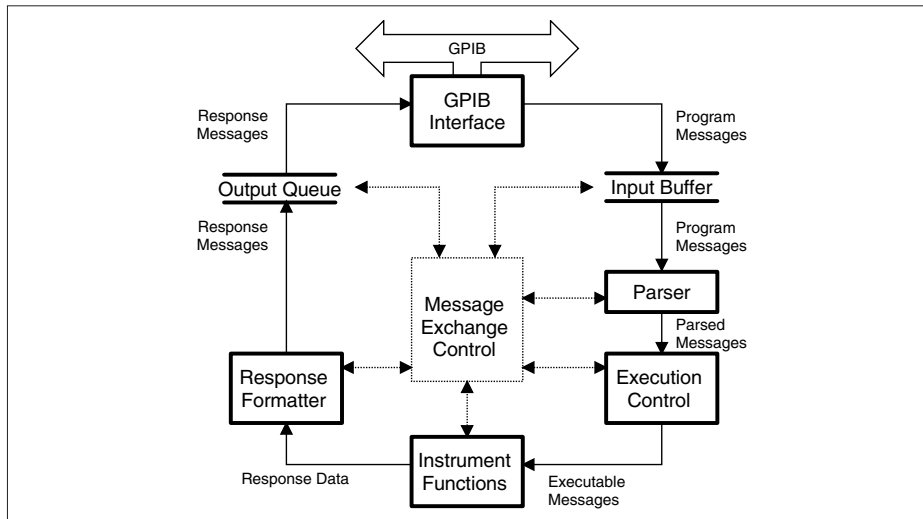 GPIB
GPIB
Interface
Response
Messages
Program
Messages
Output Queue
Input Buffer
Response
Messages
Program
Messages
Message
Exchange
Control
Parser
Parsed
Messages
Response
Formatter
Execution
Control
Response Data
Instrument
Functions
Executable
Messages